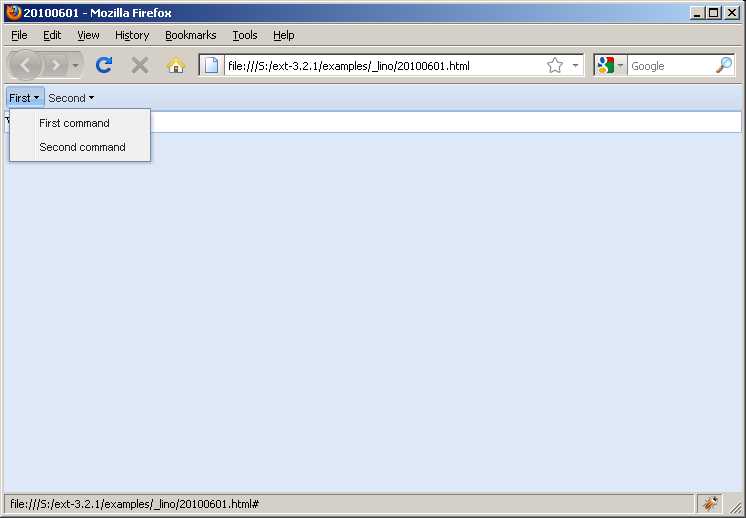 20100601 - Mozilla Firefox
File Edit View History Bookmarks Tools Help
file:///S:/ext-3.2.1/examples/_lino/20100601.html Google
First Second
First command
Second command
file:///S:/ext-3.2.1/examples/_lino/20100601.html#